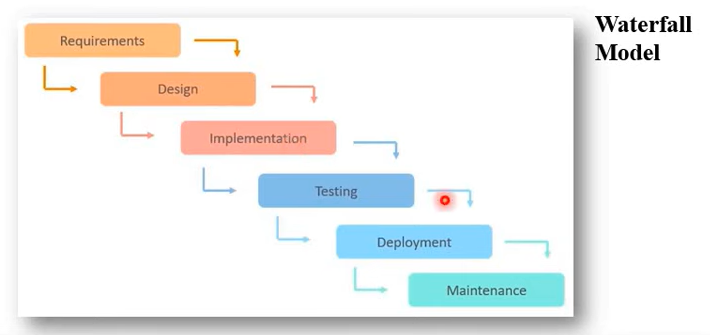 Waterfall
Model
Requirements
Design
Implementation
Testing
Deployment
Maintenance